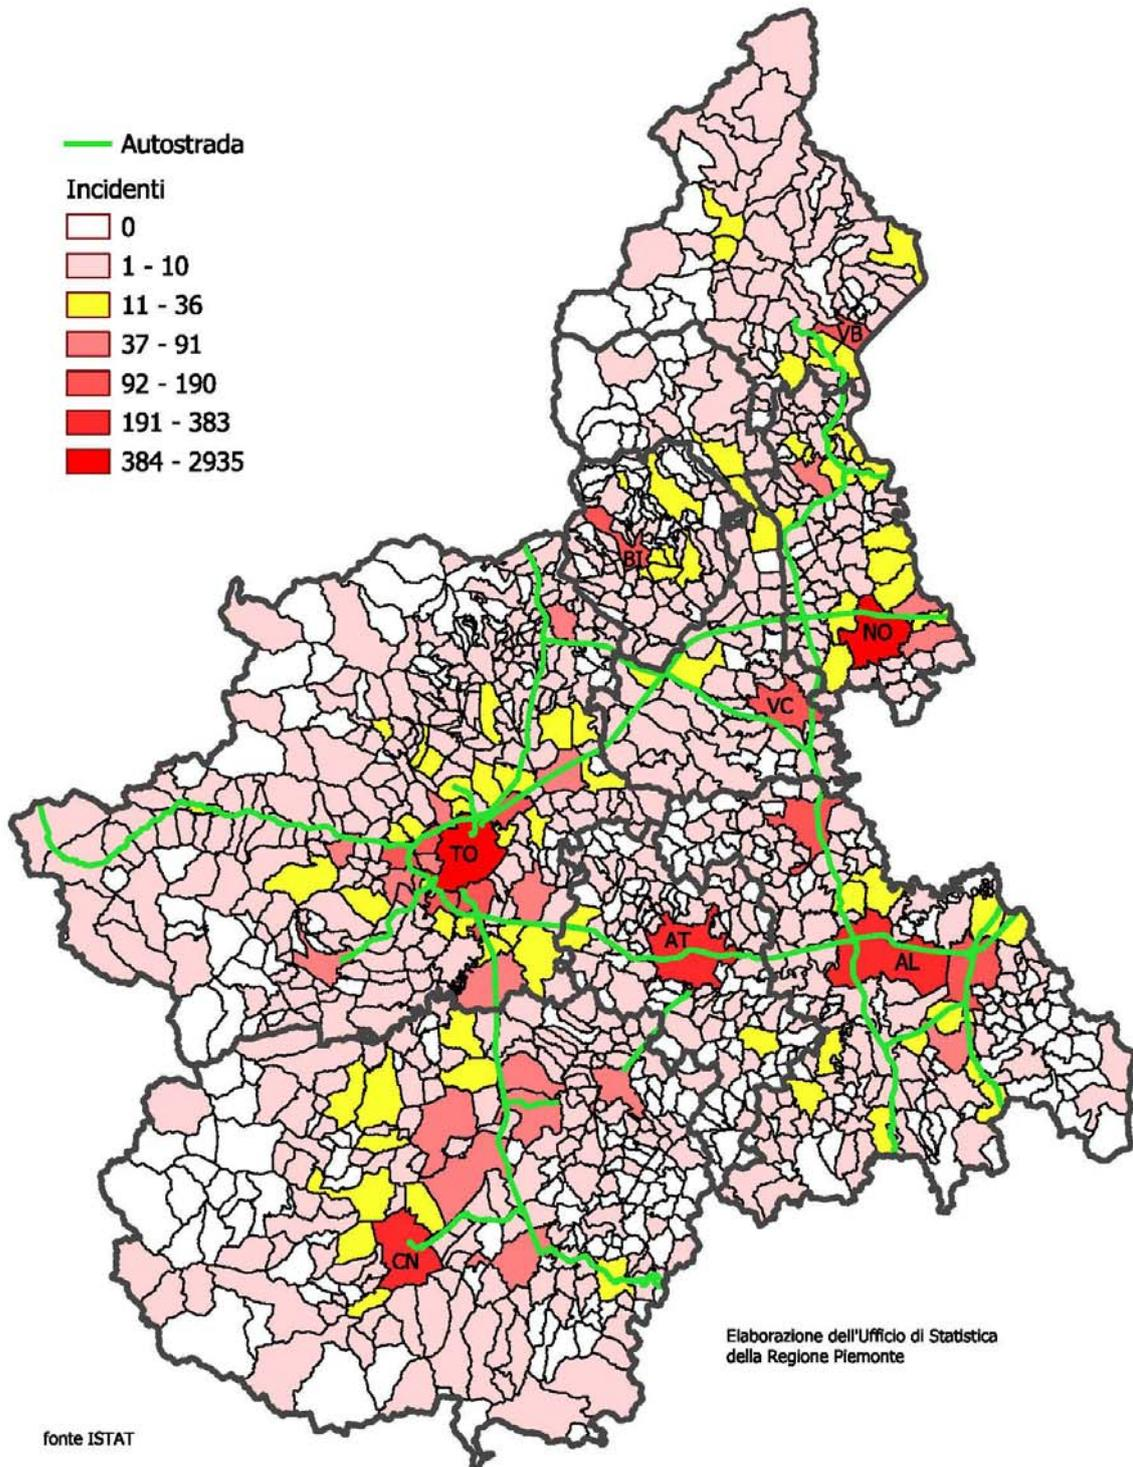 Autostrada
Incidenti
0
1 - 10
11 - 36
37 - 91
92 - 190
191 - 383
384 - 2935
VB
BI
NO
VC
TO
AT
AL
CN
Elaborazione dell'Ufficio di Statistica
della Regione Piemonte
fonte ISTAT